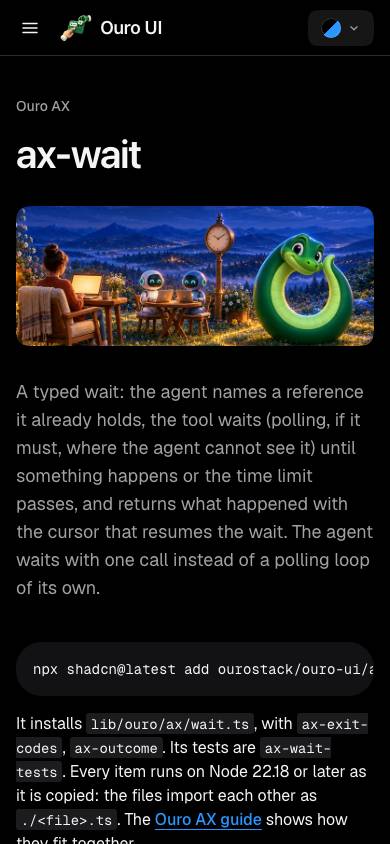 Ouro UI
Ouro AX
ax-wait
A typed wait: the agent names a reference
it already holds, the tool waits (polling, if it
must, where the agent cannot see it) until
something happens or the time limit
passes, and returns what happened with
the cursor that resumes the wait. The agent
waits with one call instead of a polling loop
of its own.
npx shadcn@latest add ourostack/ouro-ui/a
It installs lib/ouro/ax/wait.ts, with ax-exit-
codes, ax-outcome. Its tests are ax-wait-
tests. Every item runs on Node 22.18 or later as
it is copied: the files import each other as
./<file>.ts. The Ouro AX guide shows how
they fit together.